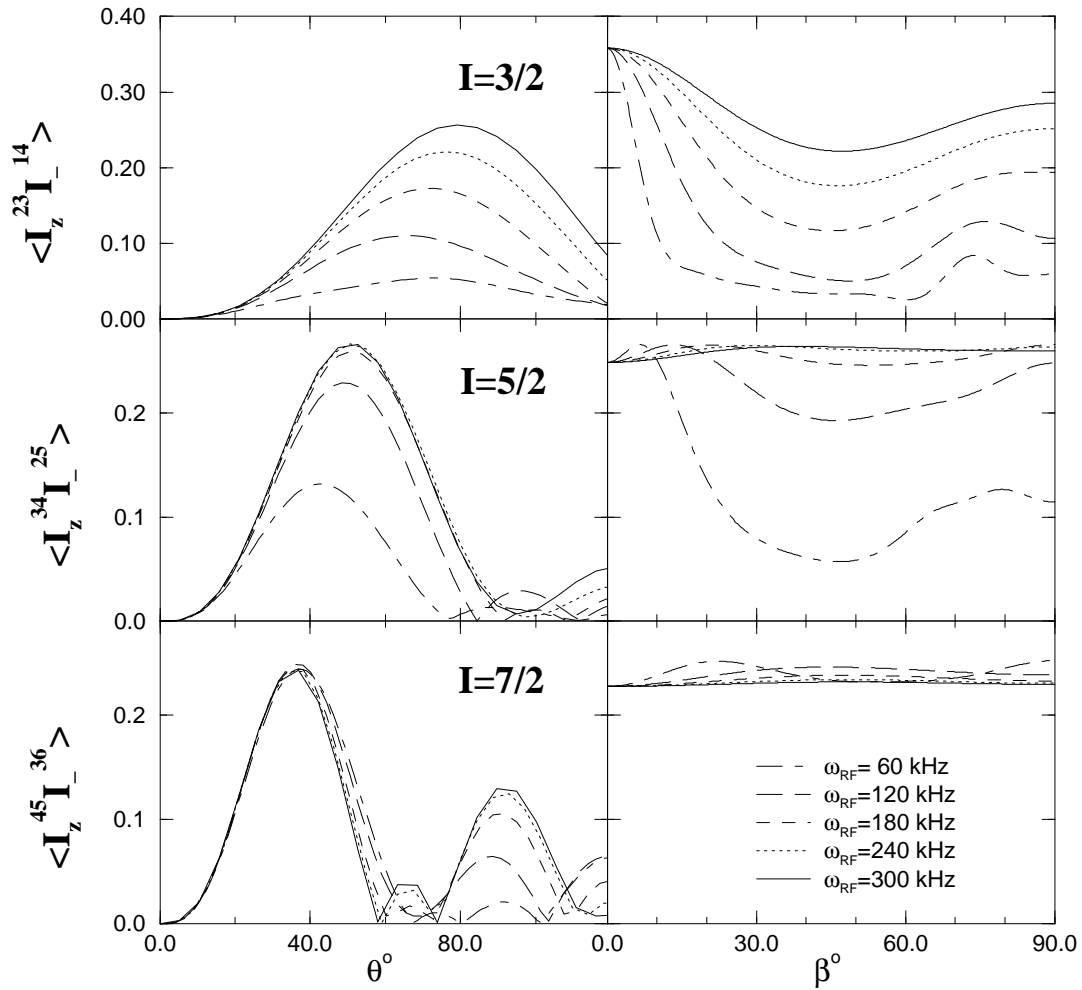 0.40
0.30
0.20
0.10
0.00
<I_z^23 I_-^14>
I=3/2
0.2
0.1
0.0
<I_z^34 I_-^25>
I=5/2
0.2
0.1
0.0
<I_z^45 I_-^36>
I=7/2
ω_RF= 60 kHz
ω_RF=120 kHz
ω_RF=180 kHz
ω_RF=240 kHz
ω_RF=300 kHz
0.0 40.0 80.0 0.0 30.0 60.0 90.0
θ° β°